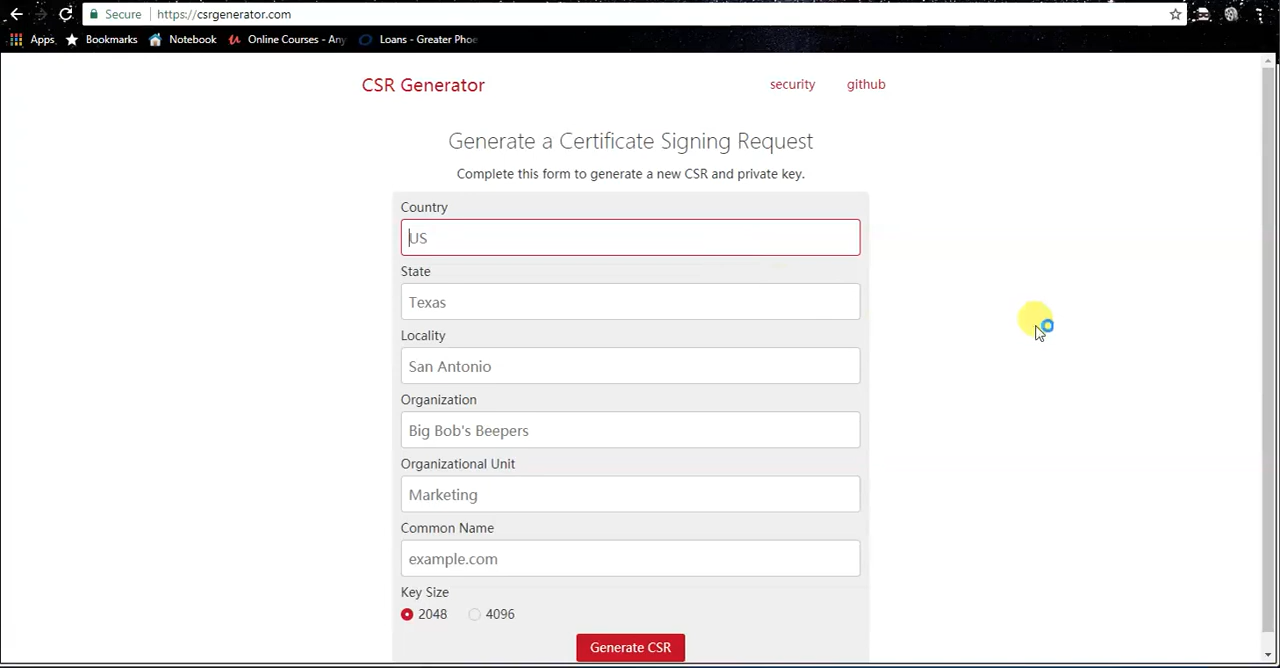 Secure https://csrgenerator.com
Apps Bookmarks Notebook Online Courses - Any Loans - Greater Phoe
CSR Generator security github
Generate a Certificate Signing Request
Complete this form to generate a new CSR and private key.
Country
US
State
Texas
Locality
San Antonio
Organization
Big Bob's Beepers
Organizational Unit
Marketing
Common Name
example.com
Key Size
2048 4096
Generate CSR